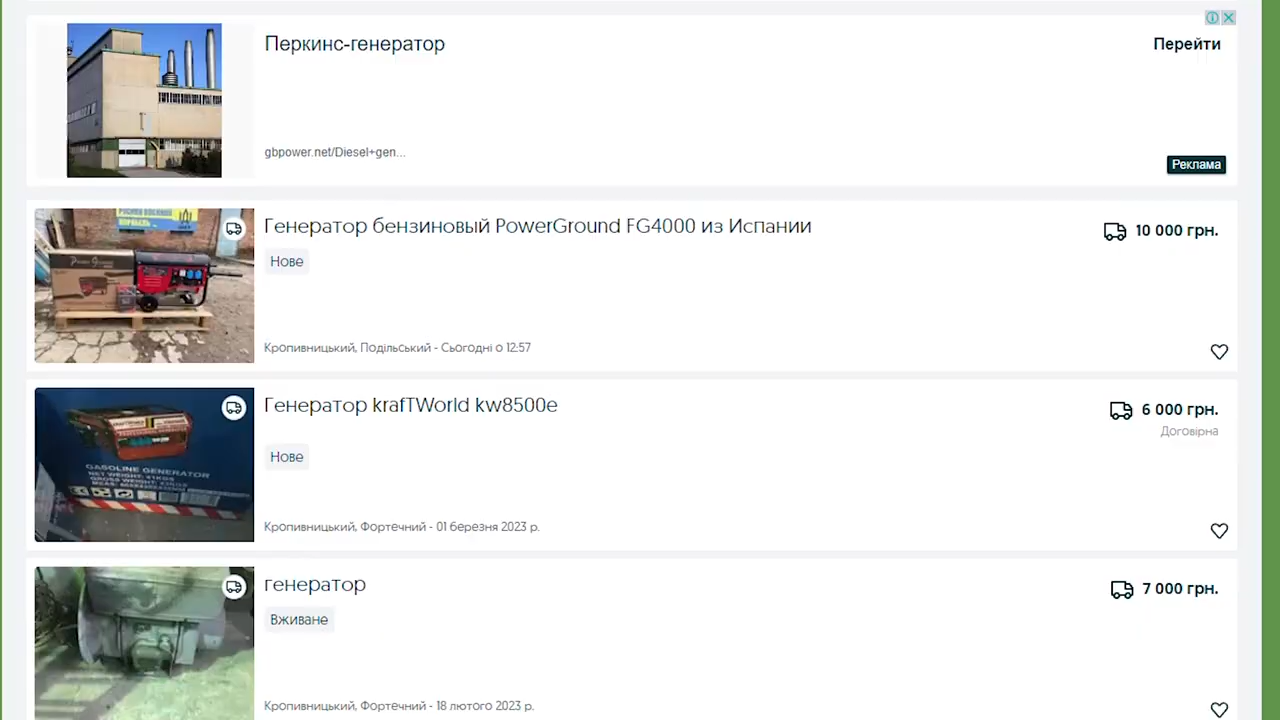 Перкинс-генератор
Перейти
gbpower.net/Diesel+gen...
Реклама
Генератор бензиновый PowerGround FG4000 из Испании
10 000 грн.
Нове
Кропивницький, Подільський - Сьогодні о 12:57
Генератор krafTWorld kw8500e
6 000 грн.
Договірна
Нове
GASOLINE GENERATOR
Кропивницький, Фортечний - 01 березня 2023 р.
генератор
7 000 грн.
Вживане
Кропивницький, Фортечний - 18 лютого 2023 р.